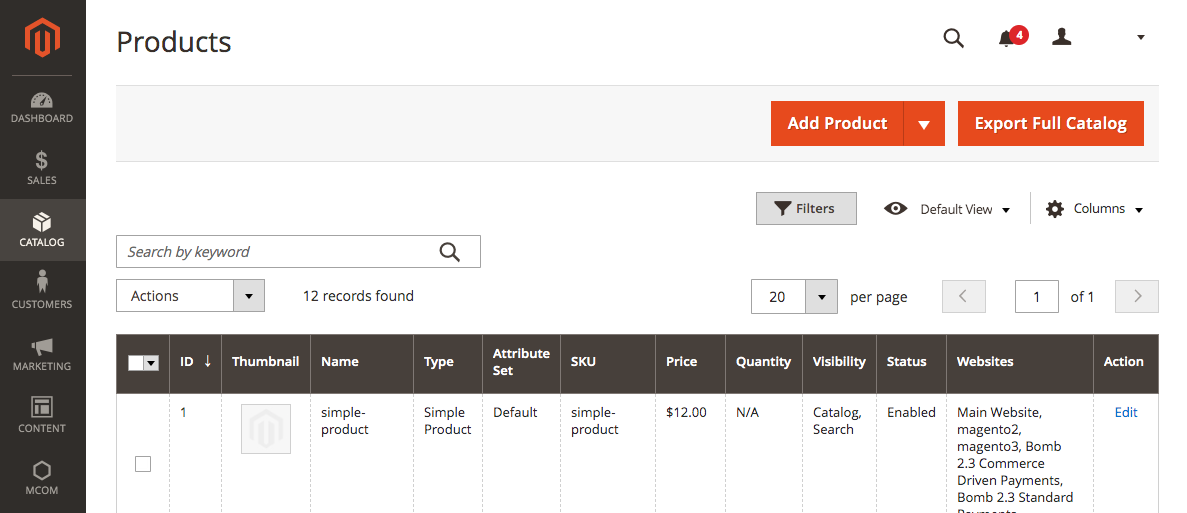 Products
4
DASHBOARD
SALES
CATALOG
CUSTOMERS
MARKETING
CONTENT
MCOM
Add Product
Export Full Catalog
Filters
Default View
Columns
Search by keyword
Actions
12 records found
20
per page
1
of 1
ID
Thumbnail
Name
Type
Attribute
Set
SKU
Price
Quantity
Visibility
Status
Websites
Action
1
simple-
product
Simple
Product
Default
simple-
product
$12.00
N/A
Catalog,
Search
Enabled
Main Website,
magento2,
magento3, Bomb
2.3 Commerce
Driven Payments,
Bomb 2.3 Standard
Edit